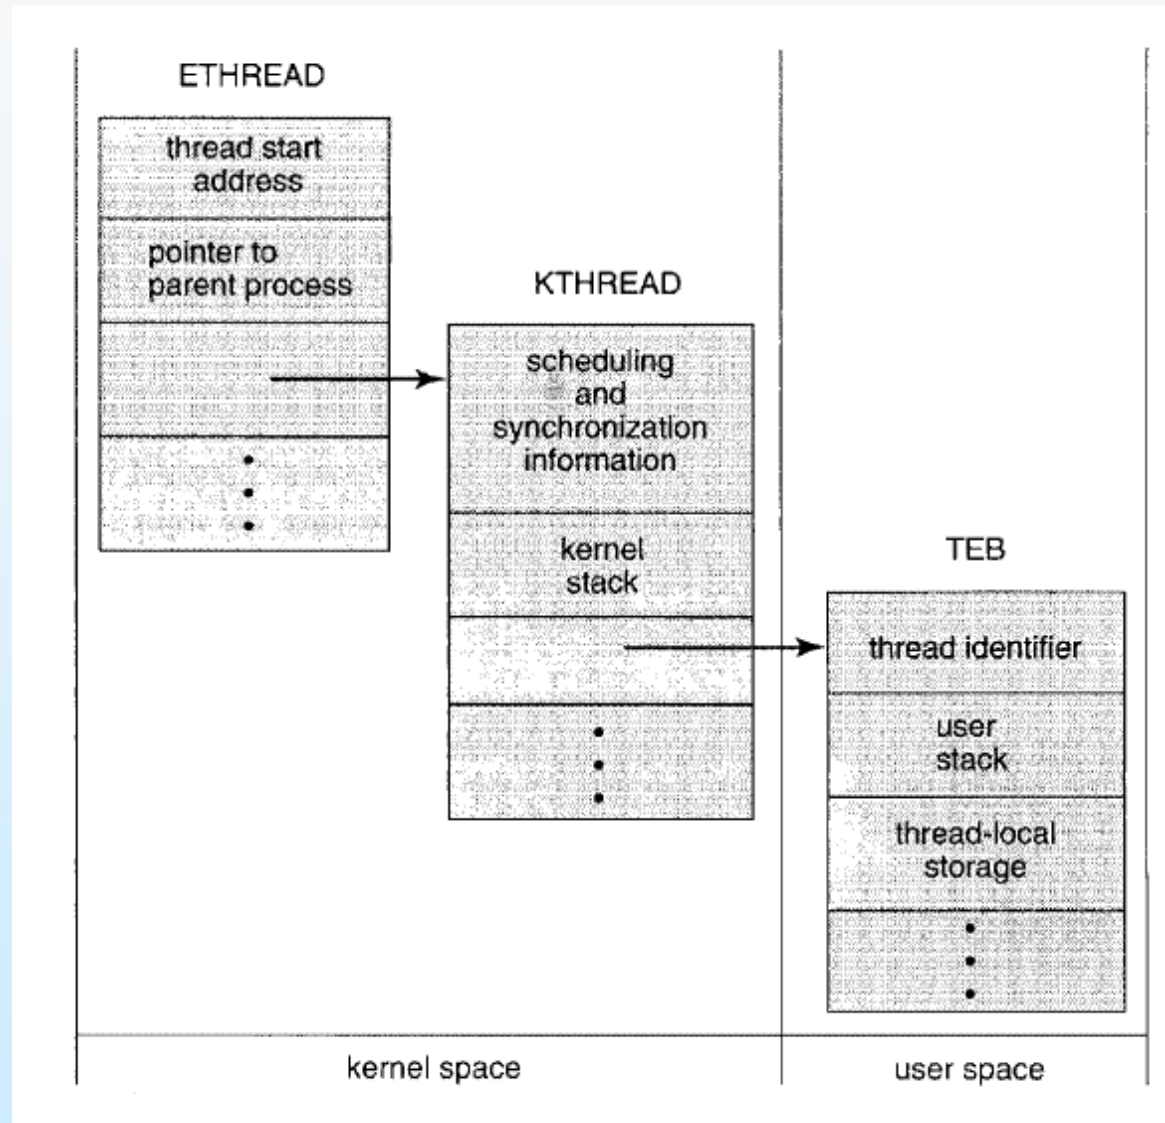 ETHREAD
thread start
address
pointer to
parent process
KTHREAD
scheduling
and
synchronization
information
kernel
stack
TEB
thread identifier
user
stack
thread-local
storage
kernel space
user space